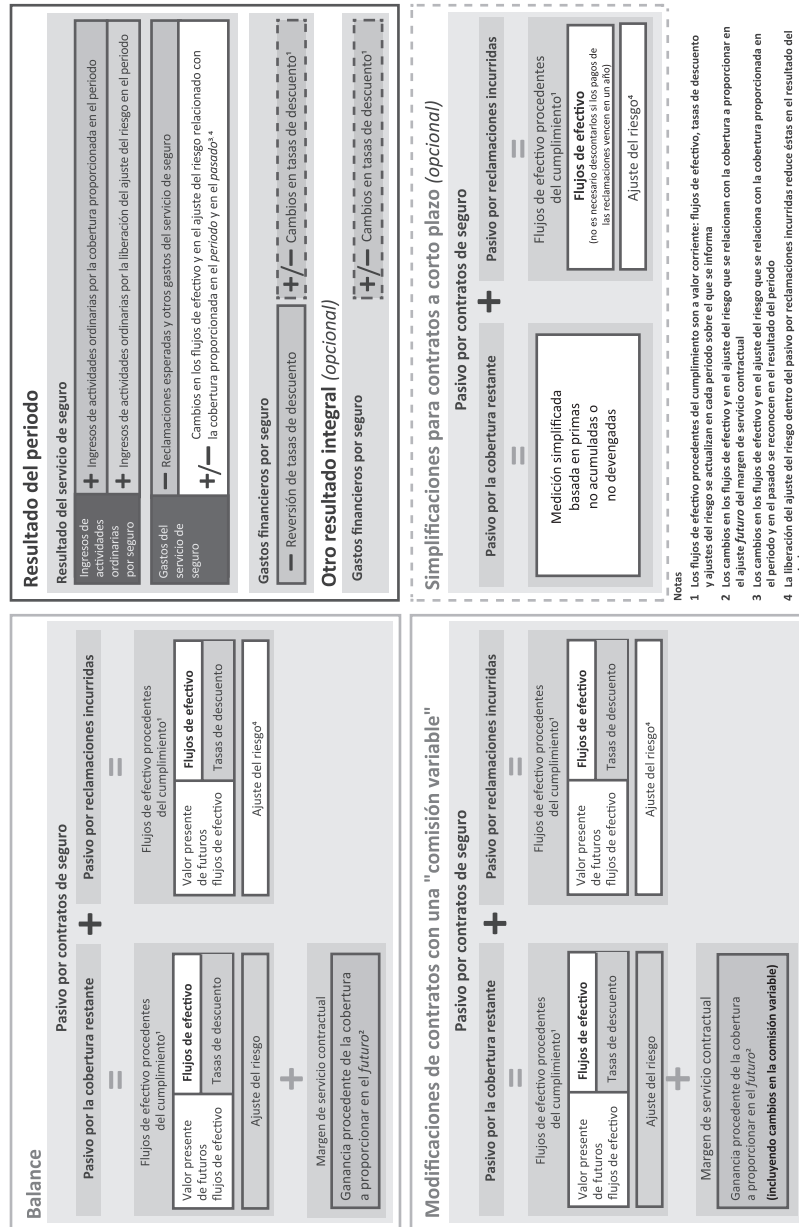 Balance
Pasivo por contratos de seguro
Pasivo por la cobertura restante
=
Flujos de efectivo procedentes
del cumplimiento¹
Valor presente
de futuros
flujos de efectivo
Flujos de efectivo
Tasas de descuento
Ajuste del riesgo
+
Margen de servicio contractual
Ganancia procedente de la cobertura
a proporcionar en el futuro²
+
Pasivo por reclamaciones incurridas
=
Flujos de efectivo procedentes
del cumplimiento¹
Valor presente
de futuros
flujos de efectivo
Flujos de efectivo
Tasas de descuento
Ajuste del riesgo⁴
Resultado del periodo
Resultado del servicio de seguro
Ingresos de
actividades
ordinarias
por seguro
+ Ingresos de actividades ordinarias por la cobertura proporcionada en el periodo
+ Ingresos de actividades ordinarias por la liberación del ajuste del riesgo en el periodo
Gastos del
servicio de
seguro
− Reclamaciones esperadas y otros gastos del servicio de seguro
+/− Cambios en los flujos de efectivo y en el ajuste del riesgo relacionado con
la cobertura proporcionada en el periodo y en el pasado³ ⁴
Gastos financieros por seguro
− Reversión de tasas de descuento
+/− Cambios en tasas de descuento¹
Otro resultado integral (opcional)
Gastos financieros por seguro
+/− Cambios en tasas de descuento¹
Modificaciones de contratos con una "comisión variable"
Pasivo por contratos de seguro
Pasivo por la cobertura restante
=
Flujos de efectivo procedentes
del cumplimiento¹
Valor presente
de futuros
flujos de efectivo
Flujos de efectivo
Tasas de descuento
Ajuste del riesgo
+
Margen de servicio contractual
Ganancia procedente de la cobertura
a proporcionar en el futuro²
(incluyendo cambios en la comisión variable)
+
Pasivo por reclamaciones incurridas
=
Flujos de efectivo procedentes
del cumplimiento¹
Valor presente
de futuros
flujos de efectivo
Flujos de efectivo
Tasas de descuento
Ajuste del riesgo⁴
Simplificaciones para contratos a corto plazo (opcional)
Pasivo por contratos de seguro
Pasivo por la cobertura restante
=
Medición simplificada
basada en primas
no acumuladas o
no devengadas
+
Pasivo por reclamaciones incurridas
=
Flujos de efectivo procedentes
del cumplimiento¹
Flujos de efectivo
(no es necesario descontarlos si los pagos de
las reclamaciones vencen en un año)
Ajuste del riesgo⁴
Notas
1 Los flujos de efectivo procedentes del cumplimiento son a valor corriente: flujos de efectivo, tasas de descuento
y ajustes del riesgo se actualizan en cada periodo sobre el que se informa
2 Los cambios en los flujos de efectivo y en el ajuste del riesgo que se relacionan con la cobertura a proporcionar en
el ajuste futuro del margen de servicio contractual
3 Los cambios en los flujos de efectivo y en el ajuste del riesgo que se relaciona con la cobertura proporcionada en
el periodo y en el pasado se reconocen en el resultado del periodo
4 La liberación del ajuste del riesgo dentro del pasivo por reclamaciones incurridas reduce éstas en el resultado del